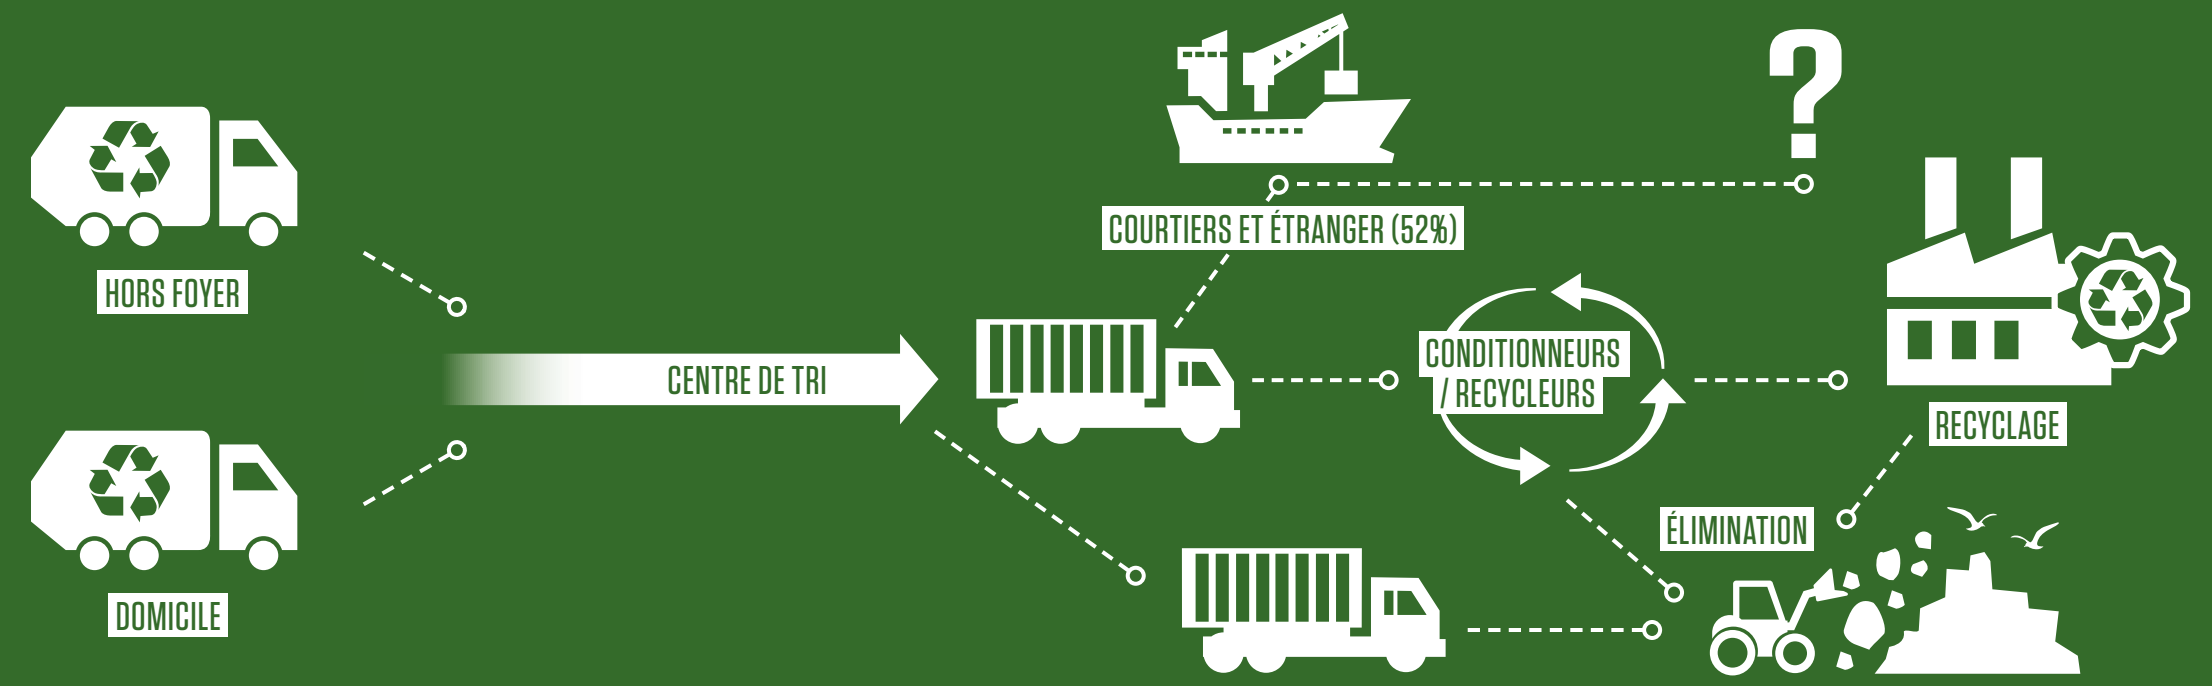 ?
COURTIERS ET ÉTRANGER (52%)
HORS FOYER
CENTRE DE TRI
CONDITIONNEURS
/ RECYCLEURS
RECYCLAGE
ÉLIMINATION
DOMICILE